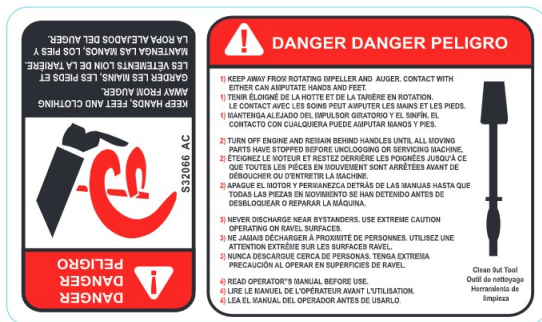 KEEP HANDS, FEET AND CLOTHING
AWAY FROM AUGER.
GARDER LES MAINS, LES PIEDS ET
LES VÊTEMENTS LOIN DE LA TARIÈRE.
MANTENGA LAS MANOS, LOS PIES Y
LA ROPA ALEJADOS DEL AUGER.
S32066 AC
DANGER
DANGER
PELIGRO
DANGER DANGER PELIGRO
1) KEEP AWAY FROM ROTATING IMPELLER AND AUGER. CONTACT WITH
EITHER CAN AMPUTATE HANDS AND FEET.
1) TENIR ÉLOIGNÉ DE LA HOTTE ET DE LA TARIÈRE EN ROTATION.
LE CONTACT AVEC LES SOINS PEUT AMPUTER LES MAINS ET LES PIEDS.
1) MANTENGA ALEJADO DEL IMPULSOR GIRATORIO Y EL SINFÍN. EL
CONTACTO CON CUALQUIERA PUEDE AMPUTAR MANOS Y PIES.
2) TURN OFF ENGINE AND REMAIN BEHIND HANDLES UNTIL ALL MOVING
PARTS HAVE STOPPED BEFORE UNCLOGGING OR SERVICING MACHINE.
2) ÉTEIGNEZ LE MOTEUR ET RESTEZ DERRIÈRE LES POIGNÉES JUSQU'À CE
QUE TOUTES LES PIÈCES EN MOUVEMENT SONT ARRÊTÉES AVANT DE
DÉBOUCHER OU D'ENTRETIR LA MACHINE.
2) APAGUE EL MOTOR Y PERMANEZCA DETRÁS DE LAS MANIJAS HASTA QUE
TODAS LAS PIEZAS EN MOVIMIENTO SE HAN DETENIDO ANTES DE
DESBLOQUEAR O REPARAR LA MÁQUINA.
3) NEVER DISCHARGE NEAR BYSTANDERS. USE EXTREME CAUTION
OPERATING ON RAVEL SURFACES.
3) NE JAMAIS DÉCHARGER À PROXIMITÉ DE PERSONNES. UTILISEZ UNE
ATTENTION EXTRÊME SUR LES SURFACES RAVEL.
3) NUNCA DESCARGUE CERCA DE PERSONAS. TENGA EXTREMA
PRECAUCIÓN AL OPERAR EN SUPERFICIES DE RAVEL.
4) READ OPERATOR"S MANUAL BEFORE USE.
4) LIRE LE MANUEL DE L'OPÉRATEUR AVANT L'UTILISATION.
4) LEA EL MANUAL DEL OPERADOR ANTES DE USARLO.
Clean Out Tool
Outil de nettoyage
Herramienta de
limpieza